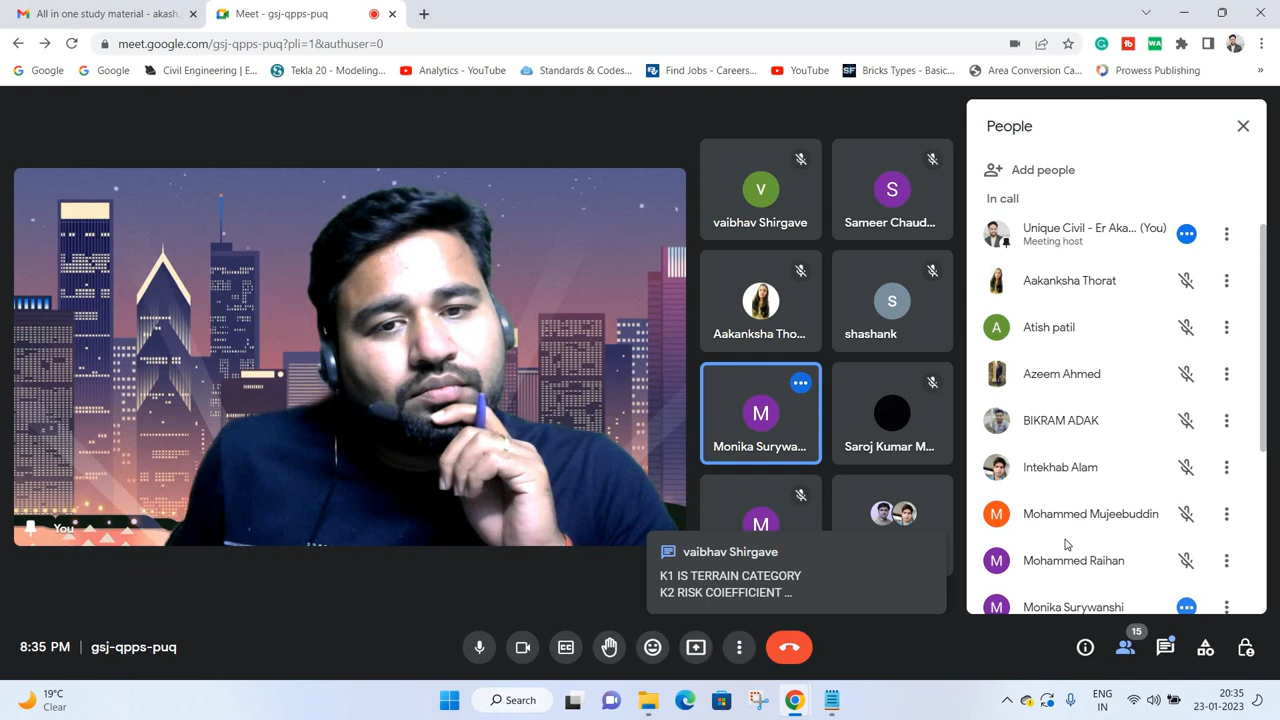 All in one study material - akash.
Meet - gsj-qpps-puq
meet.google.com/gsj-qpps-puq?pli=1&authuser=0
Google
Google
Civil Engineering | E...
Tekla 20 - Modeling...
Analytics - YouTube
Standards & Codes...
Find Jobs - Careers...
YouTube
Bricks Types - Basic...
Area Conversion Ca...
Prowess Publishing
»
You
V
vaibhav Shirgave
S
Sameer Chaud...
Aakanksha Tho...
s
shashank
M
Monika Surywa...
Saroj Kumar M...
M
vaibhav Shirgave
K1 IS TERRAIN CATEGORY
K2 RISK COIEFFICIENT ...
People
Add people
In call
Unique Civil - Er Aka... (You)
Meeting host
Aakanksha Thorat
A
Atish patil
Azeem Ahmed
BIKRAM ADAK
Intekhab Alam
M
Mohammed Mujeebuddin
M
Mohammed Raihan
M
Monika Surywanshi
8:35 PM | gsj-qpps-puq
15
19°C
Clear
Search
ENG
IN
20:35
23-01-2023